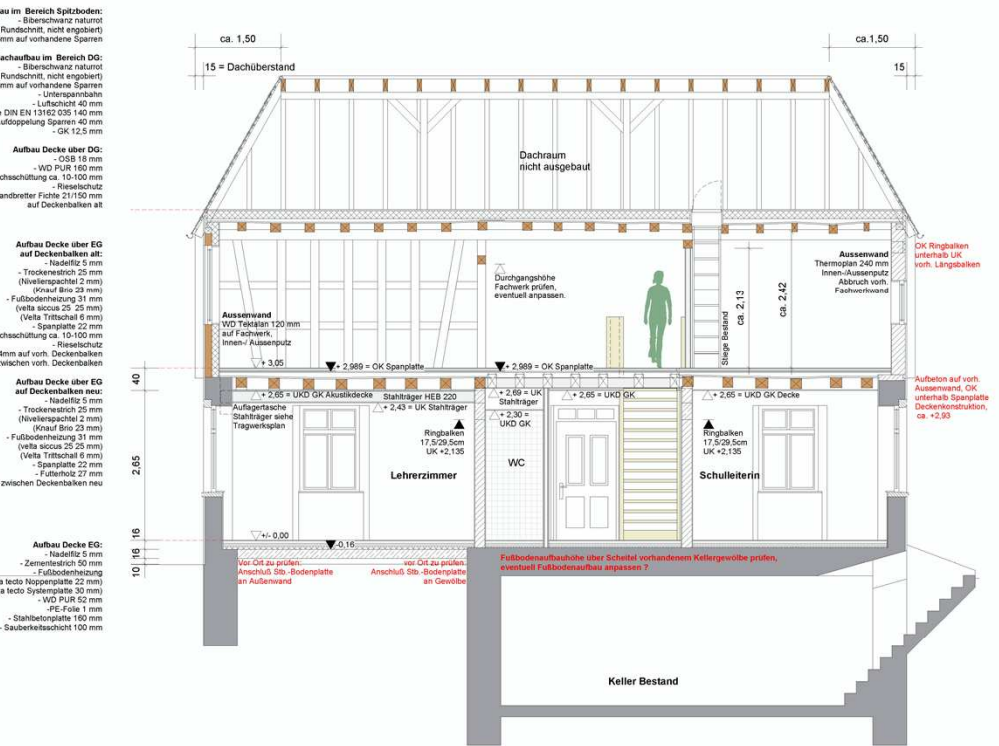 au im Bereich Spitzboden:
- Biberschwanz naturrot
Rundschnitt, nicht engobiert)
mm auf vorhandene Sparren
achaufbau im Bereich DG:
- Biberschwanz naturrot
Rundschnitt, nicht engobiert)
mm auf vorhandene Sparren
- Unterspannbahn
- Luftschicht 40 mm
e DIN EN 13162 035 140 mm
ufdoppelung Sparren 40 mm
- GK 12,5 mm
Aufbau Decke über DG:
- OSB 18 mm
- WD PUR 160 mm
chsschüttung ca. 10-100 mm
- Rieselschutz
andbretter Fichte 21/150 mm
auf Deckenbalken alt
Aufbau Decke über EG
auf Deckenbalken alt:
- Nadelfilz 5 mm
- Trockenestrich 25 mm
(Nivelierspachtel 2 mm)
(Knauf Brio 23 mm)
- Fußbodenheizung 31 mm
(velta siccus 25 25 mm)
(Velta Trittschall 6 mm)
- Spanplatte 22 mm
chsschüttung ca. 10-100 mm
- Rieselschutz
4mm auf vorh. Deckenbalken
zwischen vorh. Deckenbalken
Aufbau Decke über EG
auf Deckenbalken neu:
- Nadelfilz 5 mm
- Trockenestrich 25 mm
(Nivelierspachtel 2 mm)
(Knauf Brio 23 mm)
- Fußbodenheizung 31 mm
(velta siccus 25 25 mm)
(Velta Trittschall 6 mm)
- Spanplatte 22 mm
- Futterholz 27 mm
zwischen Deckenbalken neu
Aufbau Decke EG:
- Nadelfilz 5 mm
- Zementestrich 50 mm
- Fußbodenheizung
a tecto Noppenplatte 22 mm)
a tecto Systemplatte 30 mm)
- WD PUR 52 mm
-PE-Folie 1 mm
- Stahlbetonplatte 160 mm
- Sauberkeitsschicht 100 mm
ca. 1,50
ca.1,50
15 = Dachüberstand
15
Dachraum
nicht ausgebaut
Durchgangshöhe
Fachwerk prüfen,
eventuell anpassen.
Aussenwand
WD Tektalan 120 mm
auf Fachwerk,
Innen-/ Aussenputz
Stiege Bestand
ca. 2,13
ca. 2,42
Aussenwand
Thermoplan 240 mm
Innen-/Aussenputz
Abbruch vorh.
Fachwerkwand
OK Ringbalken
unterhalb UK
vorh. Längsbalken
+ 3,05
+ 2,989 = OK Spanplatte
+ 2,989 = OK Spanplatte
40
2,65
16
16
10
+ 2,65 = UKD GK Akustikdecke
Stahlträger HEB 220
+ 2,43 = UK Stahlträger
Auflagertasche
Stahlträger siehe
Tragwerksplan
+ 2,69 = UK
Stahlträger
+ 2,30 =
UKD GK
+ 2,65 = UKD GK
+ 2,65 = UKD GK Decke
Aufbeton auf vorh.
Aussenwand, OK
unterhalb Spanplatte
Deckenkonstruktion,
ca. +2,93
Ringbalken
17,5/29,5cm
UK +2,135
Ringbalken
17,5/29,5cm
UK +2,135
Lehrerzimmer
WC
Schulleiterin
+/- 0,00
-0,16
Vor Ort zu prüfen:
Anschluß Stb.-Bodenplatte
an Außenwand
vor Ort zu prüfen:
Anschluß Stb.-Bodenplatte
an Gewölbe
Fußbodenaufbauhöhe über Scheitel vorhandenem Kellergewölbe prüfen,
eventuell Fußbodenaufbau anpassen ?
Keller Bestand